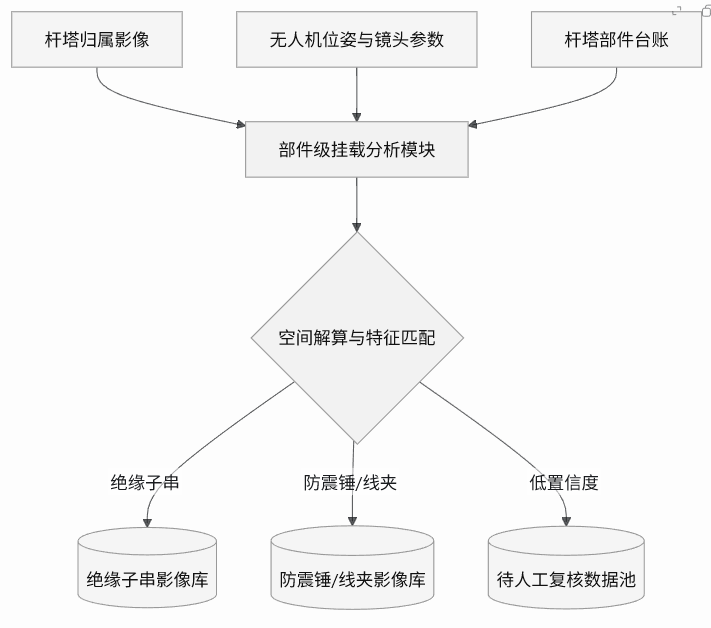 杆塔归属影像
无人机位姿与镜头参数
杆塔部件台账
部件级挂载分析模块
空间解算与特征匹配
绝缘子串
防震锤/线夹
低置信度
绝缘子串影像库
防震锤/线夹影像库
待人工复核数据池